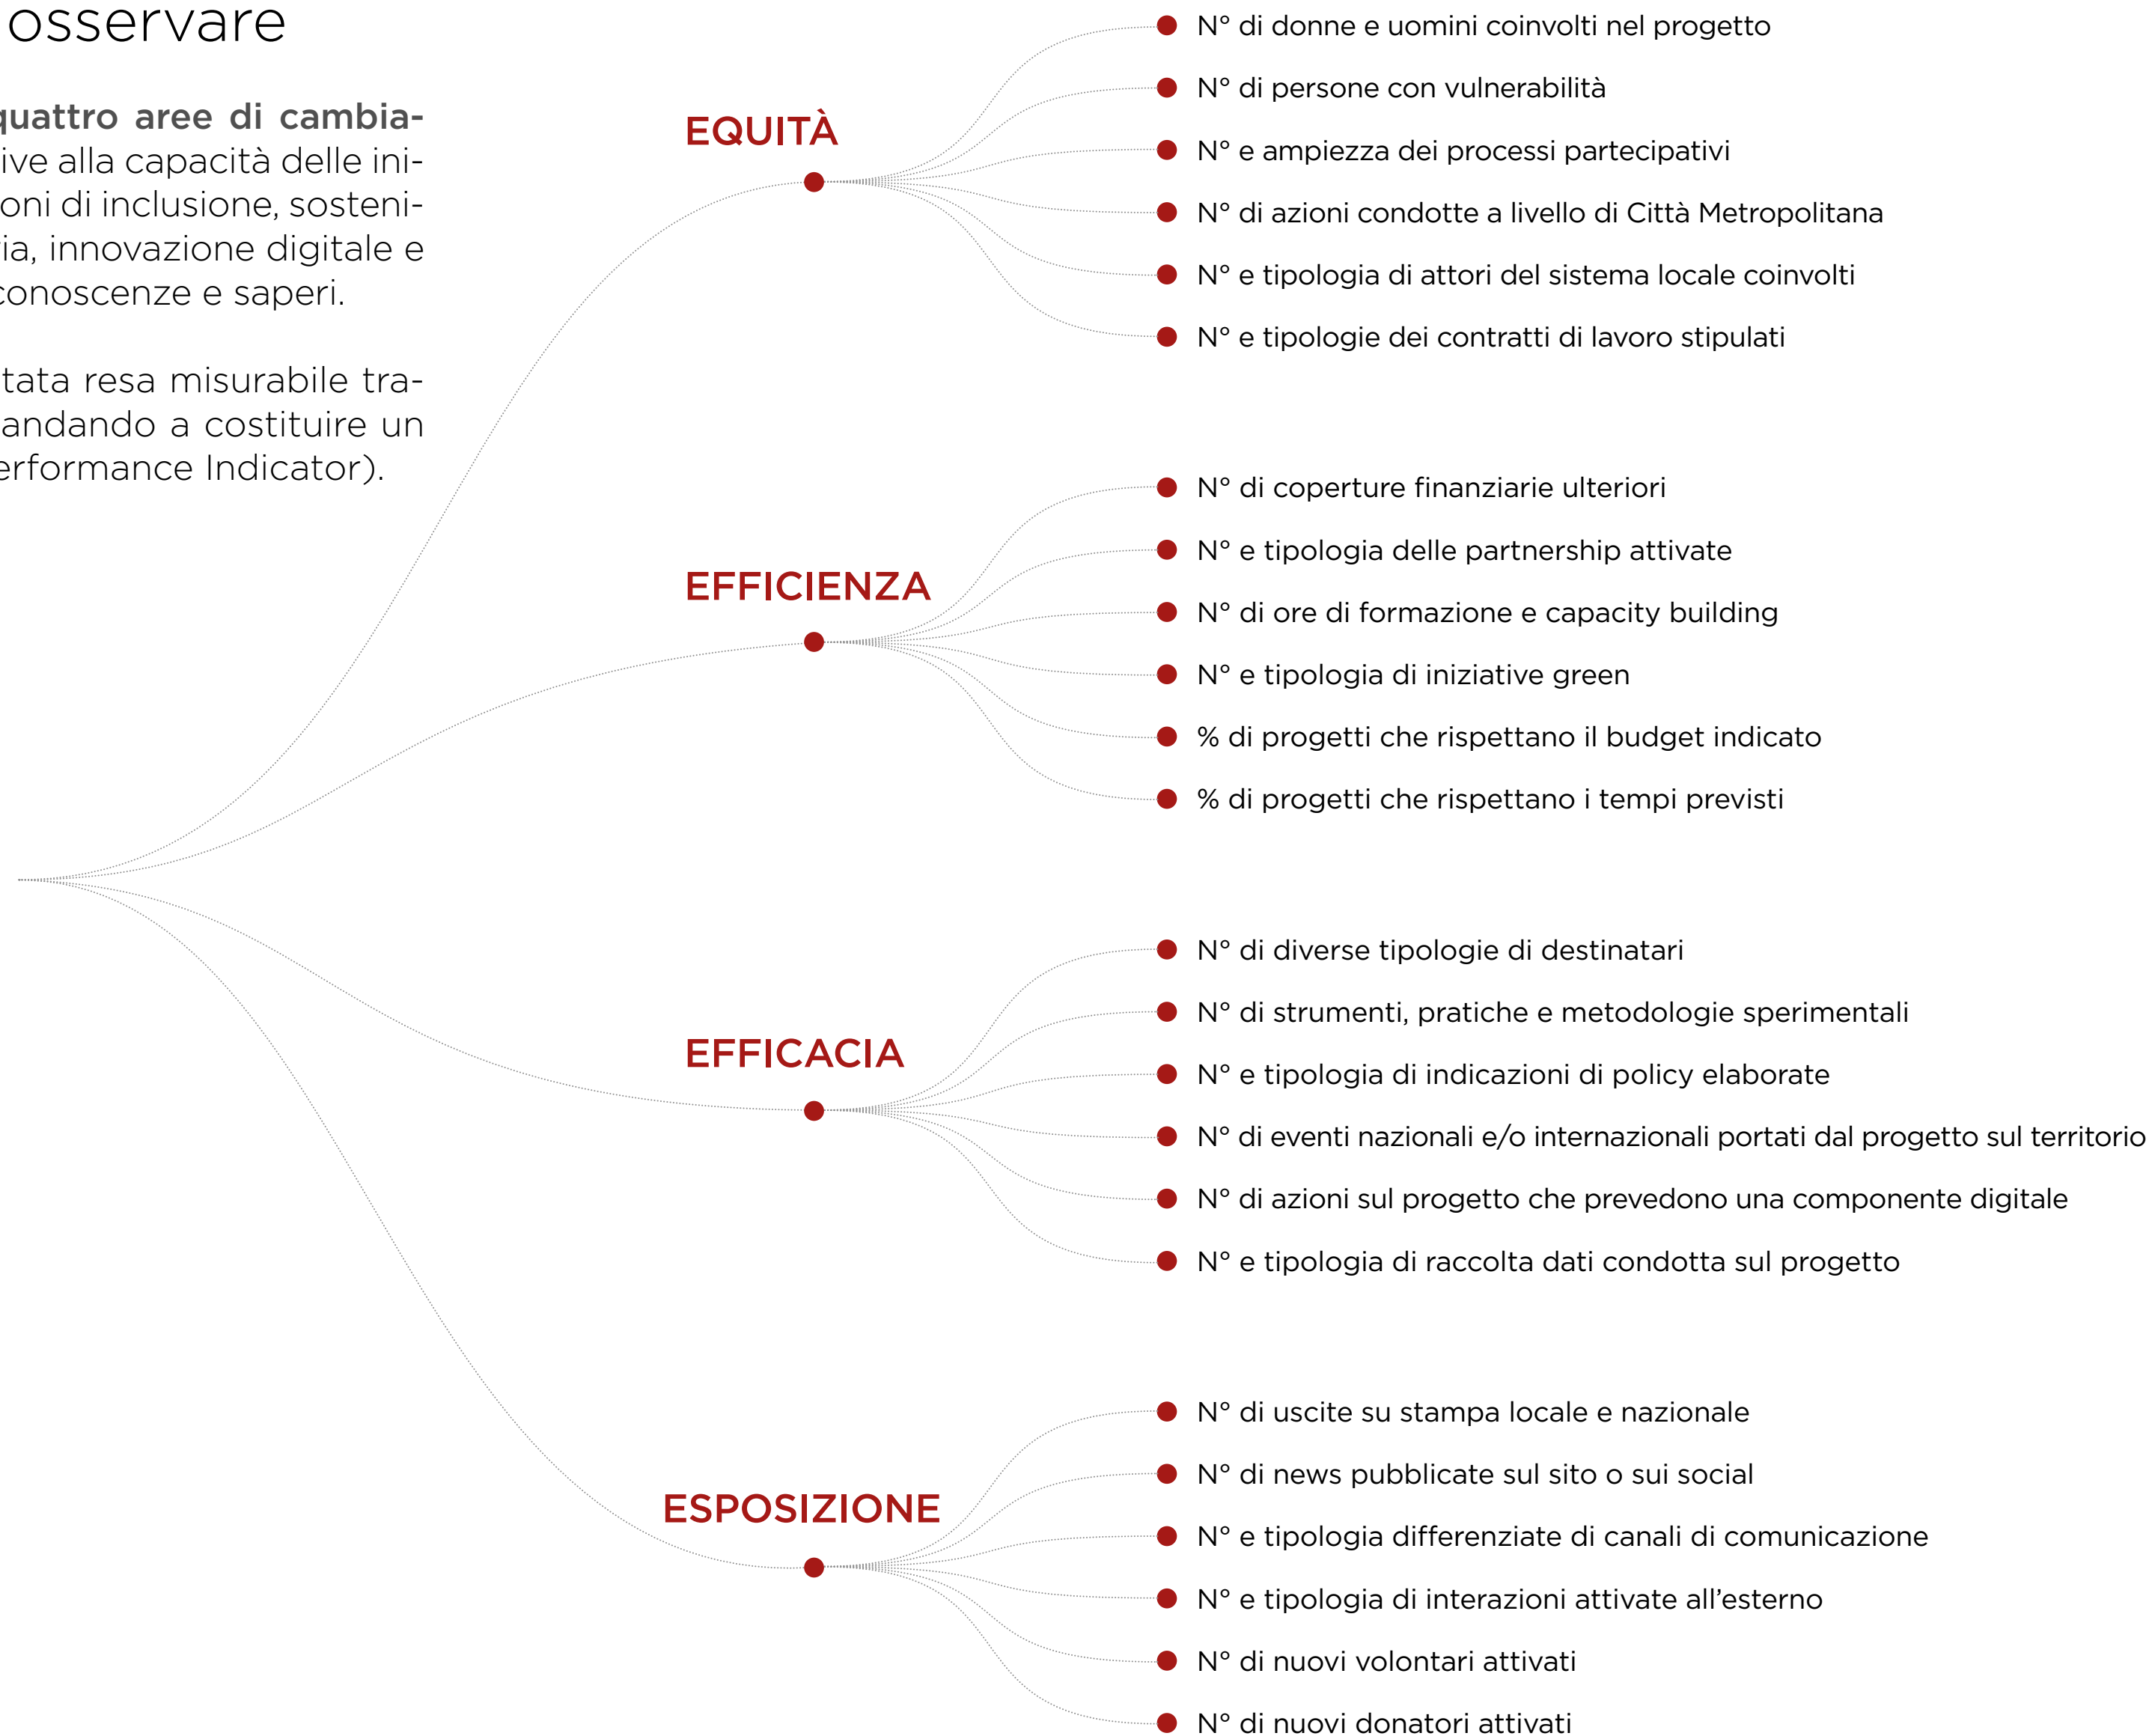 osservare
quattro aree di cambia-
ive alla capacità delle ini-
oni di inclusione, sosteni-
ia, innovazione digitale e
conoscenze e saperi.
tata resa misurabile tra-
andando a costituire un
erformance Indicator).
EQUITÀ
N° di donne e uomini coinvolti nel progetto
N° di persone con vulnerabilità
N° e ampiezza dei processi partecipativi
N° di azioni condotte a livello di Città Metropolitana
N° e tipologia di attori del sistema locale coinvolti
N° e tipologie dei contratti di lavoro stipulati
EFFICIENZA
N° di coperture finanziarie ulteriori
N° e tipologia delle partnership attivate
N° di ore di formazione e capacity building
N° e tipologia di iniziative green
% di progetti che rispettano il budget indicato
% di progetti che rispettano i tempi previsti
EFFICACIA
N° di diverse tipologie di destinatari
N° di strumenti, pratiche e metodologie sperimentali
N° e tipologia di indicazioni di policy elaborate
N° di eventi nazionali e/o internazionali portati dal progetto sul territorio
N° di azioni sul progetto che prevedono una componente digitale
N° e tipologia di raccolta dati condotta sul progetto
ESPOSIZIONE
N° di uscite su stampa locale e nazionale
N° di news pubblicate sul sito o sui social
N° e tipologia differenziate di canali di comunicazione
N° e tipologia di interazioni attivate all'esterno
N° di nuovi volontari attivati
N° di nuovi donatori attivati